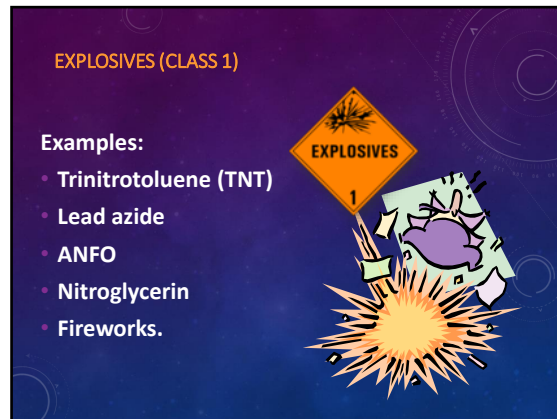 EXPLOSIVES (CLASS 1)
Examples:
• Trinitrotoluene (TNT)
• Lead azide
• ANFO
• Nitroglycerin
• Fireworks.
EXPLOSIVES
1